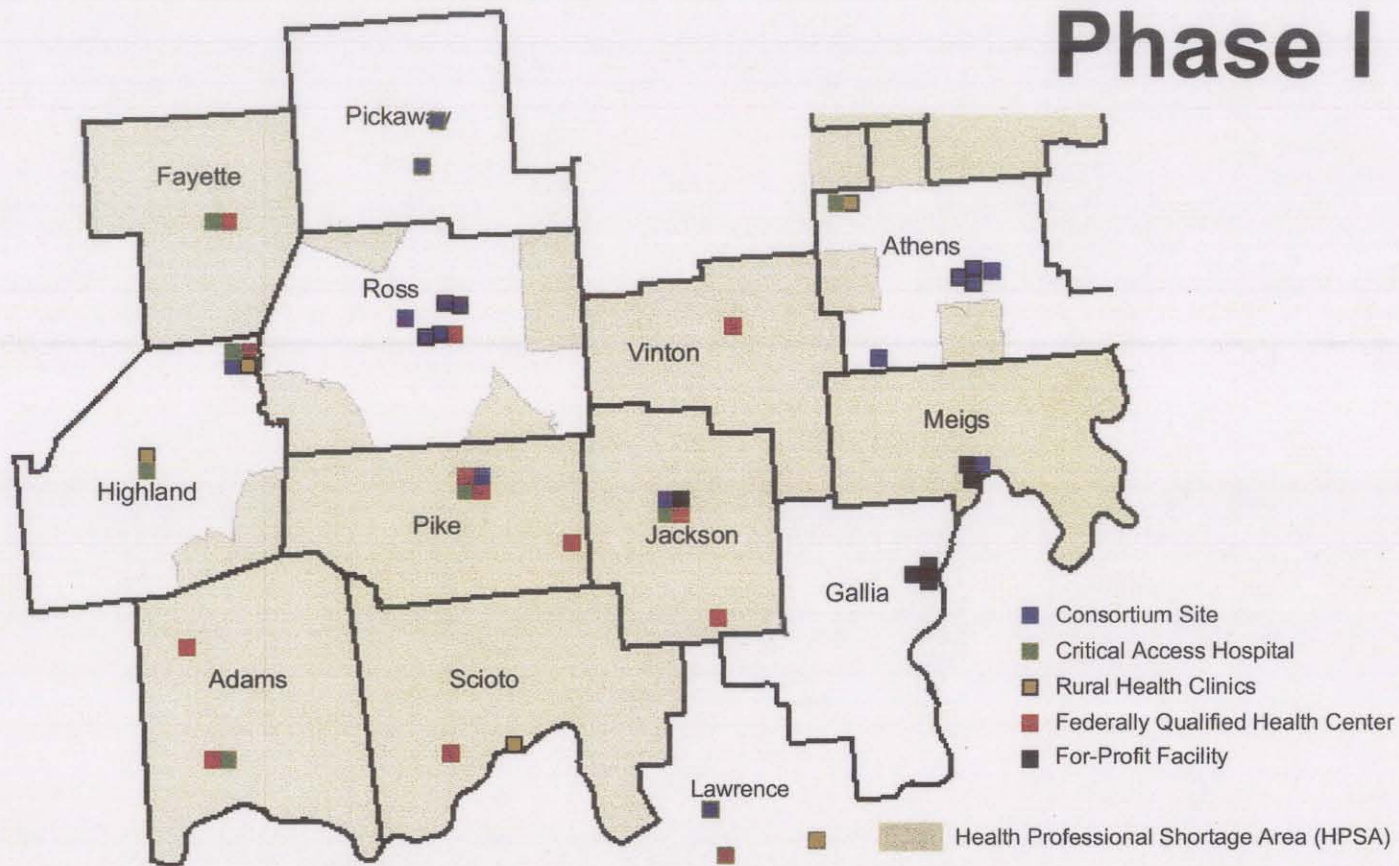 Phase I
Pickaway
Fayette
Athens
Ross
Vinton
Meigs
Highland
Pike
Jackson
Gallia
Adams
Scioto
Lawrence
Consortium Site
Critical Access Hospital
Rural Health Clinics
Federally Qualified Health Center
For-Profit Facility
Health Professional Shortage Area (HPSA)